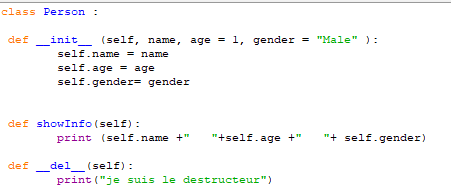 class Person :
def __init__ (self, name, age = 1, gender = "Male" ):
self.name = name
self.age = age
self.gender= gender
def showInfo(self):
print (self.name +"   "+self.age +"   "+ self.gender)
def __del__(self):
print("je suis le destructeur")